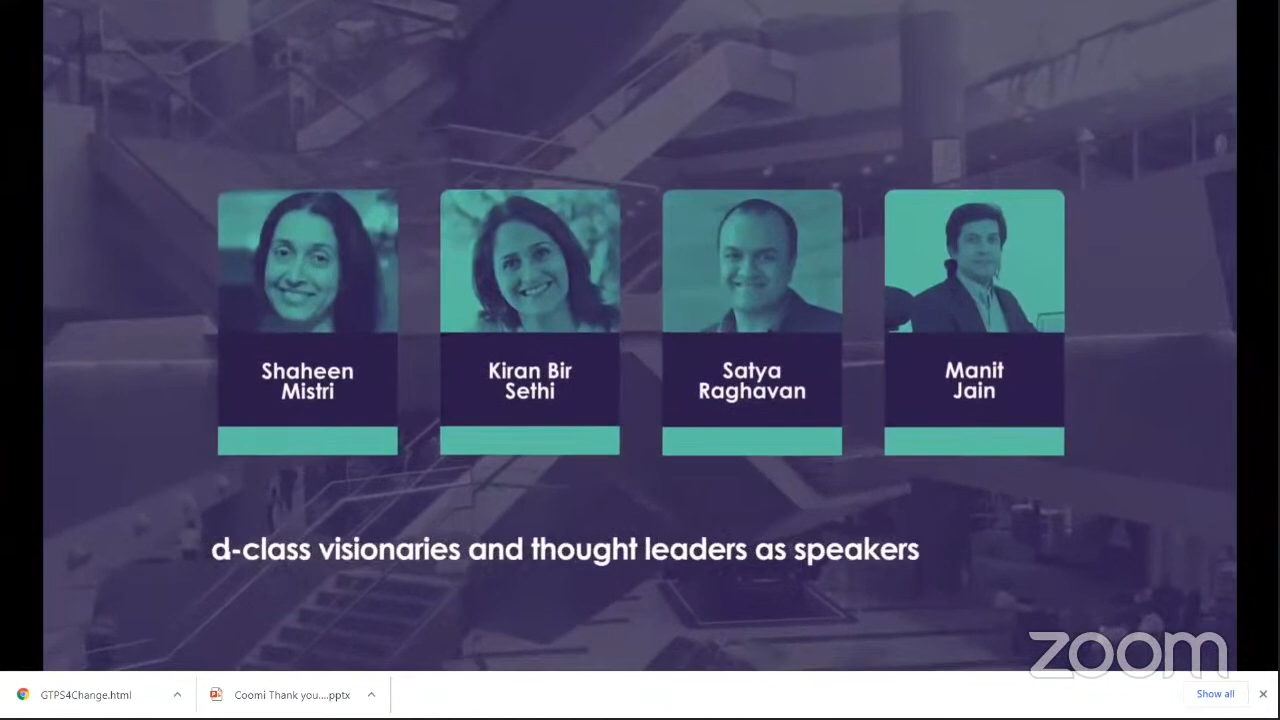 Shaheen
Mistri
Kiran Bir
Sethi
Satya
Raghavan
Manit
Jain
d-class visionaries and thought leaders as speakers
zoom
GTPS4Change.html
Coomi Thank you....pptx
Show all